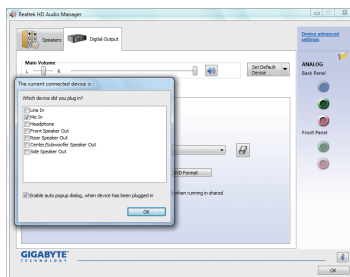 Realtek HD Audio Manager
Speakers
Digital Output
Device advanced
settings
Main Volume
L
R
Set Default
Device
ANALOG
Back Panel
Front Panel
The current connected device is :
Which device did you plug in?
Line In
Mic In
Headphone
Front Speaker Out
Rear Speaker Out
Center/Subwoofer Speaker Out
Side Speaker Out
Enable auto popup dialog, when device has been plugged in
OK
DVD Format
when running in shared
GIGABYTE
TECHNOLOGY
OK